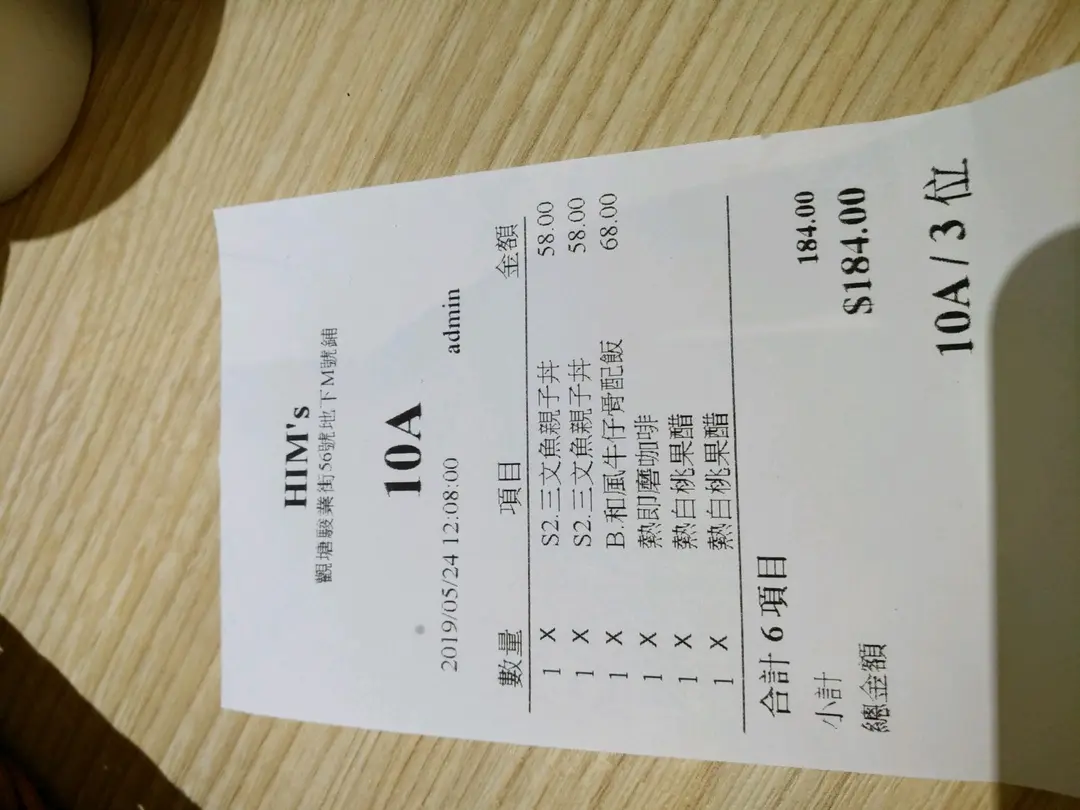 HIM's
觀塘駿業街56號地下M號鋪
10A
2019/05/24 12:08:00 admin
數量 項目 金額
1 X S2.三文魚親子丼 58.00
1 X S2.三文魚親子丼 58.00
1 X B.和風牛仔骨配飯 68.00
1 X 熱即磨咖啡
1 X 熱白桃果醋
1 X 熱白桃果醋
合計 6 項目
小計 184.00
總金額 $184.00
10A / 3 位